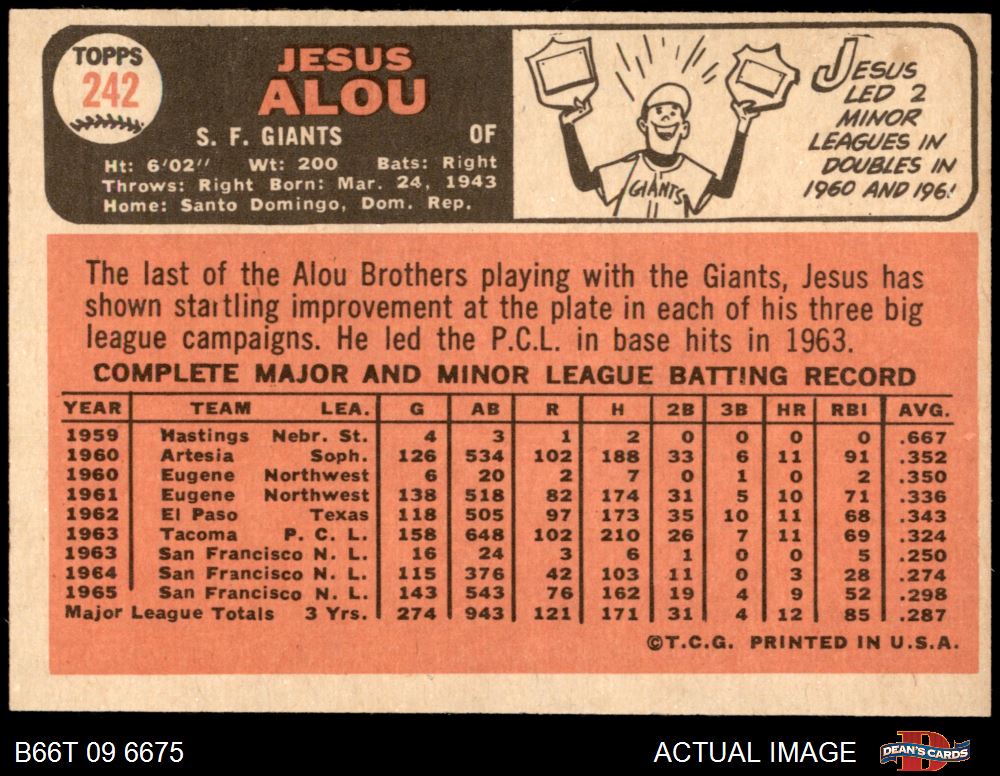 TOPPS
242
JESUS
ALOU
S. F. GIANTS OF
Ht: 6'02" Wt: 200 Bats: Right
Throws: Right Born: Mar. 24, 1943
Home: Santo Domingo, Dom. Rep.
GIANTS
JESUS
LED 2
MINOR
LEAGUES IN
DOUBLES IN
1960 AND 196!
The last of the Alou Brothers playing with the Giants, Jesus has
shown startling improvement at the plate in each of his three big
league campaigns. He led the P.C.L. in base hits in 1963.
COMPLETE MAJOR AND MINOR LEAGUE BATTING RECORD
YEAR TEAM LEA. G AB R H 2B 3B HR RBI AVG.
1959 Hastings Nebr. St. 4 3 1 2 0 0 0 0 .667
1960 Artesia Soph. 126 534 102 188 33 6 11 91 .352
1960 Eugene Northwest 6 20 2 7 0 1 0 2 .350
1961 Eugene Northwest 138 518 82 174 31 5 10 71 .336
1962 El Paso Texas 118 505 97 173 35 10 11 68 .343
1963 Tacoma P. C. L. 158 648 102 210 26 7 11 69 .324
1963 San Francisco N. L. 16 24 3 6 1 0 0 5 .250
1964 San Francisco N. L. 115 376 42 103 11 0 3 28 .274
1965 San Francisco N. L. 143 543 76 162 19 4 9 52 .298
Major League Totals 3 Yrs. 274 943 121 171 31 4 12 85 .287
©T.C.G. PRINTED IN U.S.A.
B66T 09 6675 ACTUAL IMAGE
DEAN'S CARDS